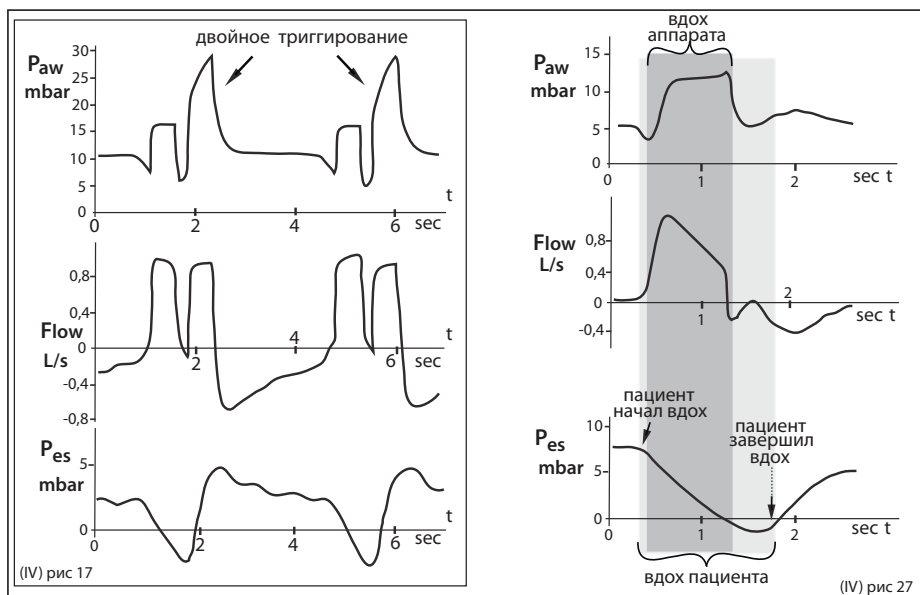 двойное триггирование
Paw
mbar
30
25
20
15
10
5
0
0
2
4
6
t
sec
Flow
L/s
0,8
0,4
0
-0,4
-0,8
2
4
6
t
sec
Pes
mbar
5
0
0
2
4
6
t
sec
(IV) рис 17
вдох
аппарата
Paw
mbar
15
10
5
0
0
1
2
sec t
Flow
L/s
0,8
0,4
0
-0,4
1
2
sec t
пациент
начал вдох
пациент
завершил
вдох
Pes
mbar
10
5
0
0
1
2
sec t
вдох пациента
(IV) рис 27